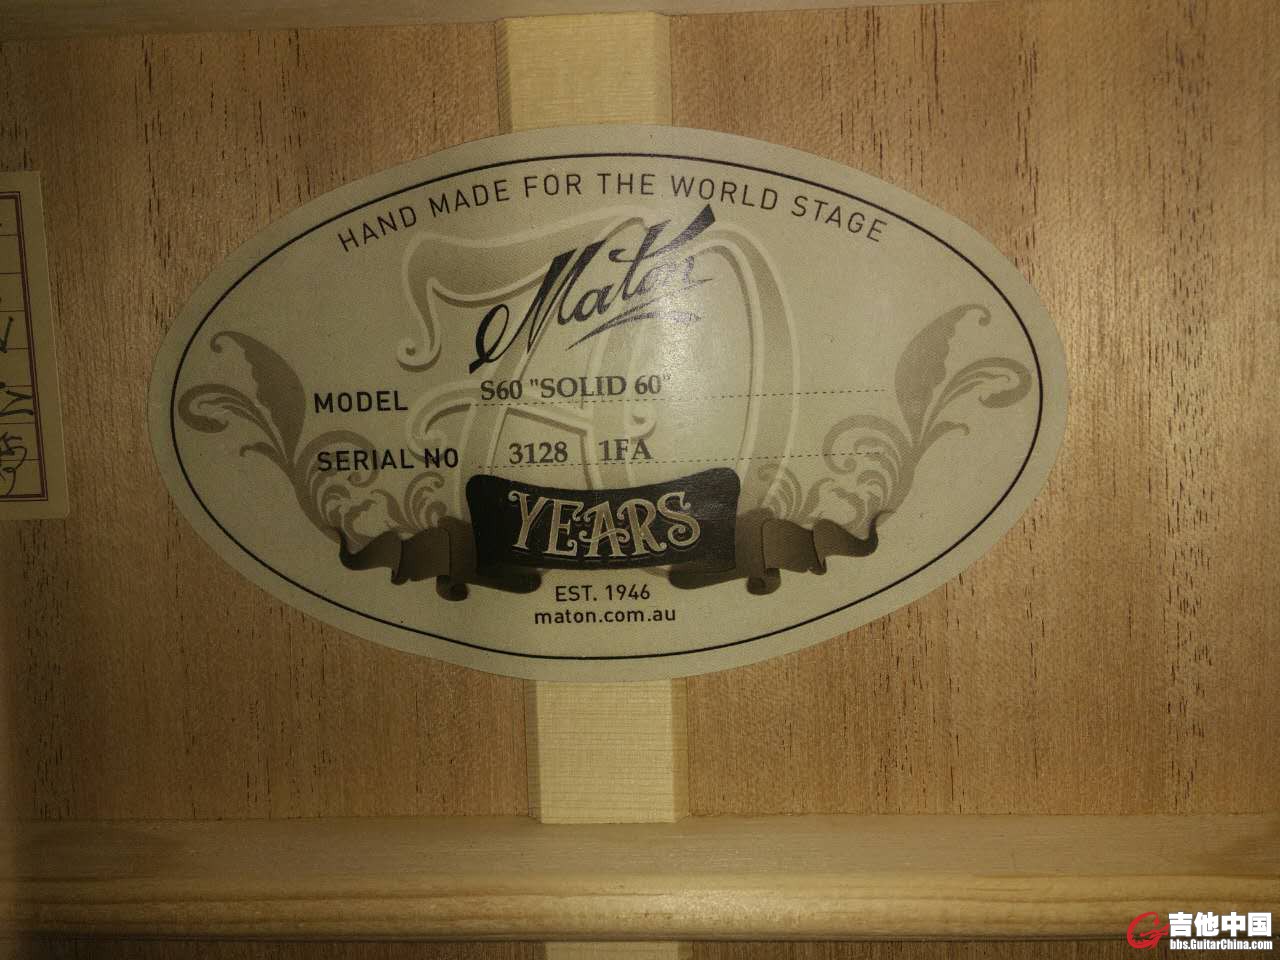 HAND MADE FOR THE WORLD STAGE
Maton
70
MODEL S60 "SOLID 60"
SERIAL NO 3128 1FA
YEARS
EST. 1946
maton.com.au
吉他中国
bbs.GuitarChina.com